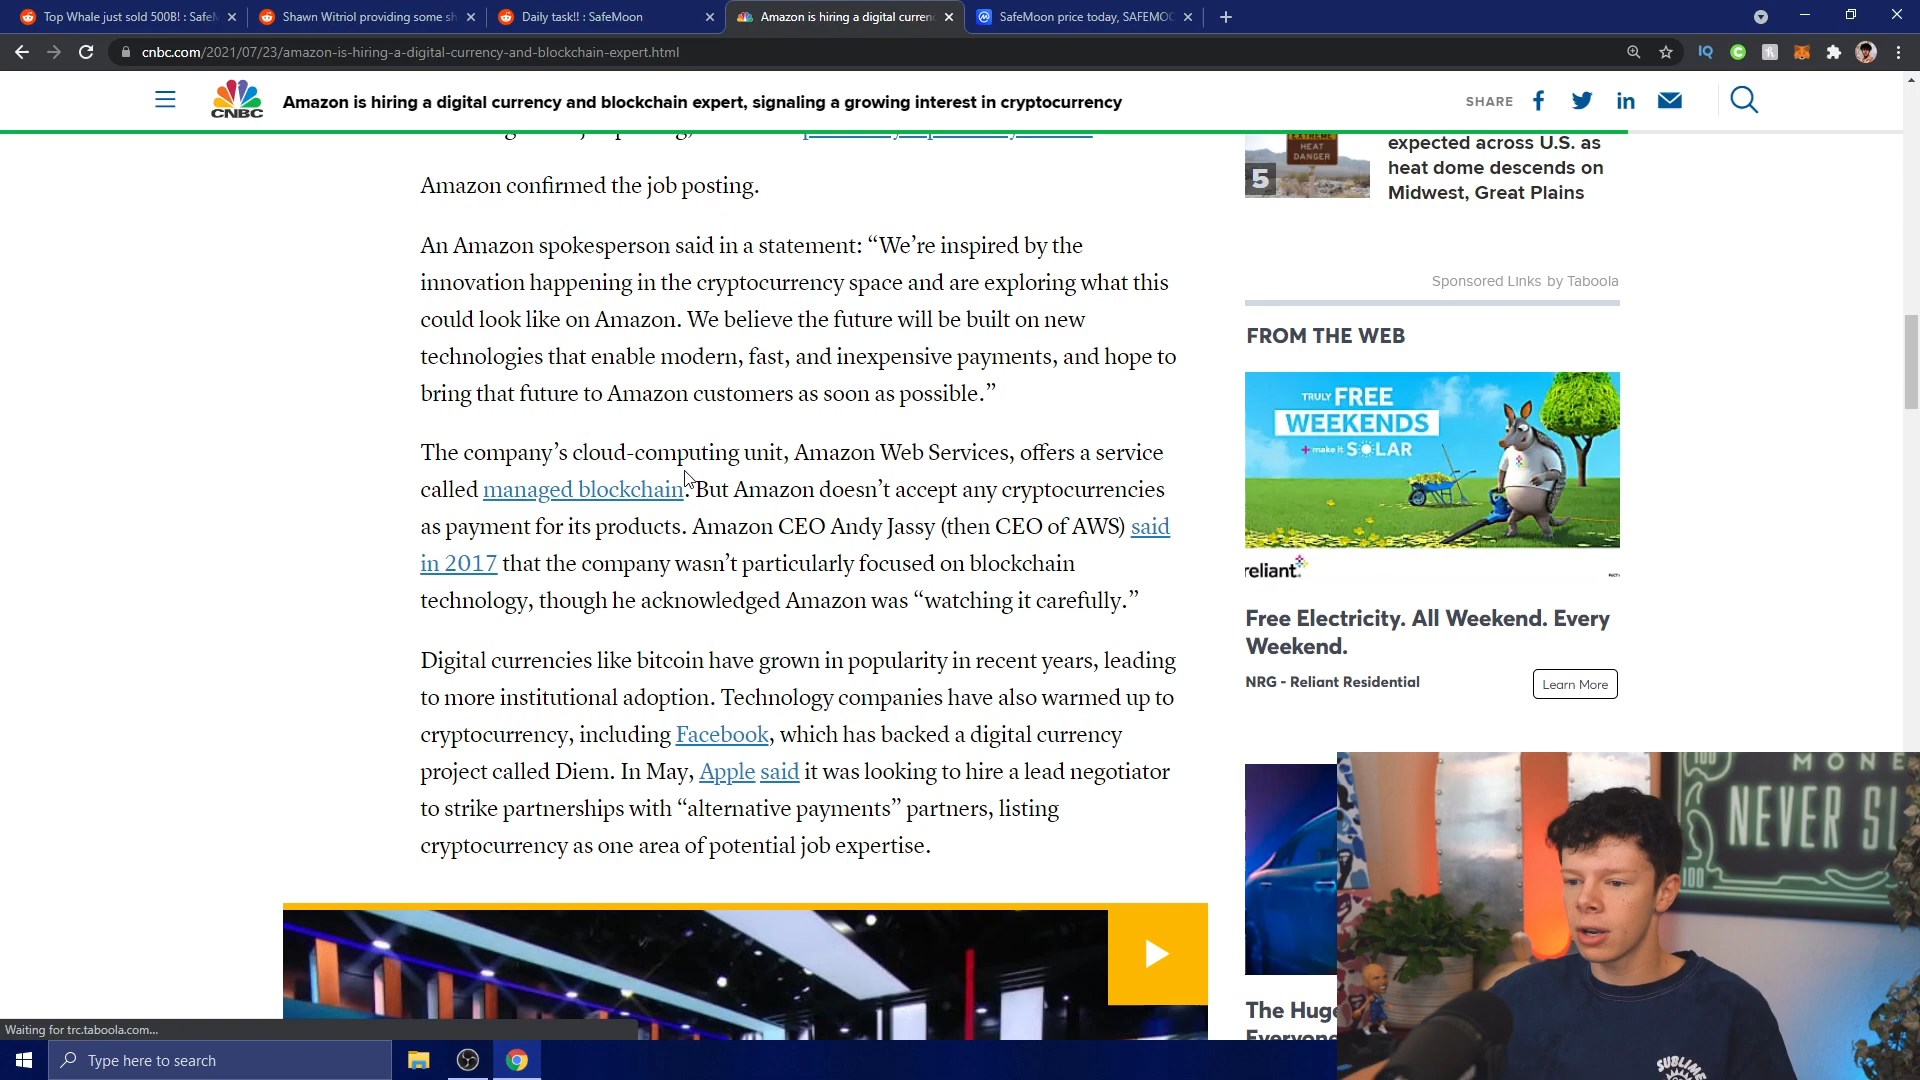 Top Whale just sold 500B! : Safe
Shawn Witriol providing some s
Daily task!! : SafeMoon
Amazon is hiring a digital curren
SafeMoon price today, SAFEMOO
cnbc.com/2021/07/23/amazon-is-hiring-a-digital-currency-and-blockchain-expert.html
CNBC
Amazon is hiring a digital currency and blockchain expert, signaling a growing interest in cryptocurrency
SHARE
Amazon confirmed the job posting.
An Amazon spokesperson said in a statement: “We’re inspired by the
innovation happening in the cryptocurrency space and are exploring what this
could look like on Amazon. We believe the future will be built on new
technologies that enable modern, fast, and inexpensive payments, and hope to
bring that future to Amazon customers as soon as possible.”
The company’s cloud-computing unit, Amazon Web Services, offers a service
called managed blockchain. But Amazon doesn’t accept any cryptocurrencies
as payment for its products. Amazon CEO Andy Jassy (then CEO of AWS) said
in 2017 that the company wasn’t particularly focused on blockchain
technology, though he acknowledged Amazon was “watching it carefully.”
Digital currencies like bitcoin have grown in popularity in recent years, leading
to more institutional adoption. Technology companies have also warmed up to
cryptocurrency, including Facebook, which has backed a digital currency
project called Diem. In May, Apple said it was looking to hire a lead negotiator
to strike partnerships with “alternative payments” partners, listing
cryptocurrency as one area of potential job expertise.
EXTREME
HEAT
DANGER
5
expected across U.S. as
heat dome descends on
Midwest, Great Plains
Sponsored Links by Taboola
FROM THE WEB
TRULY FREE
WEEKENDS
+ make it SOLAR
reliant
Free Electricity. All Weekend. Every
Weekend.
NRG - Reliant Residential
Learn More
The Huge
Everyone
MONE
NEVER SL
100
SUBLIME
Waiting for trc.taboola.com...
Type here to search